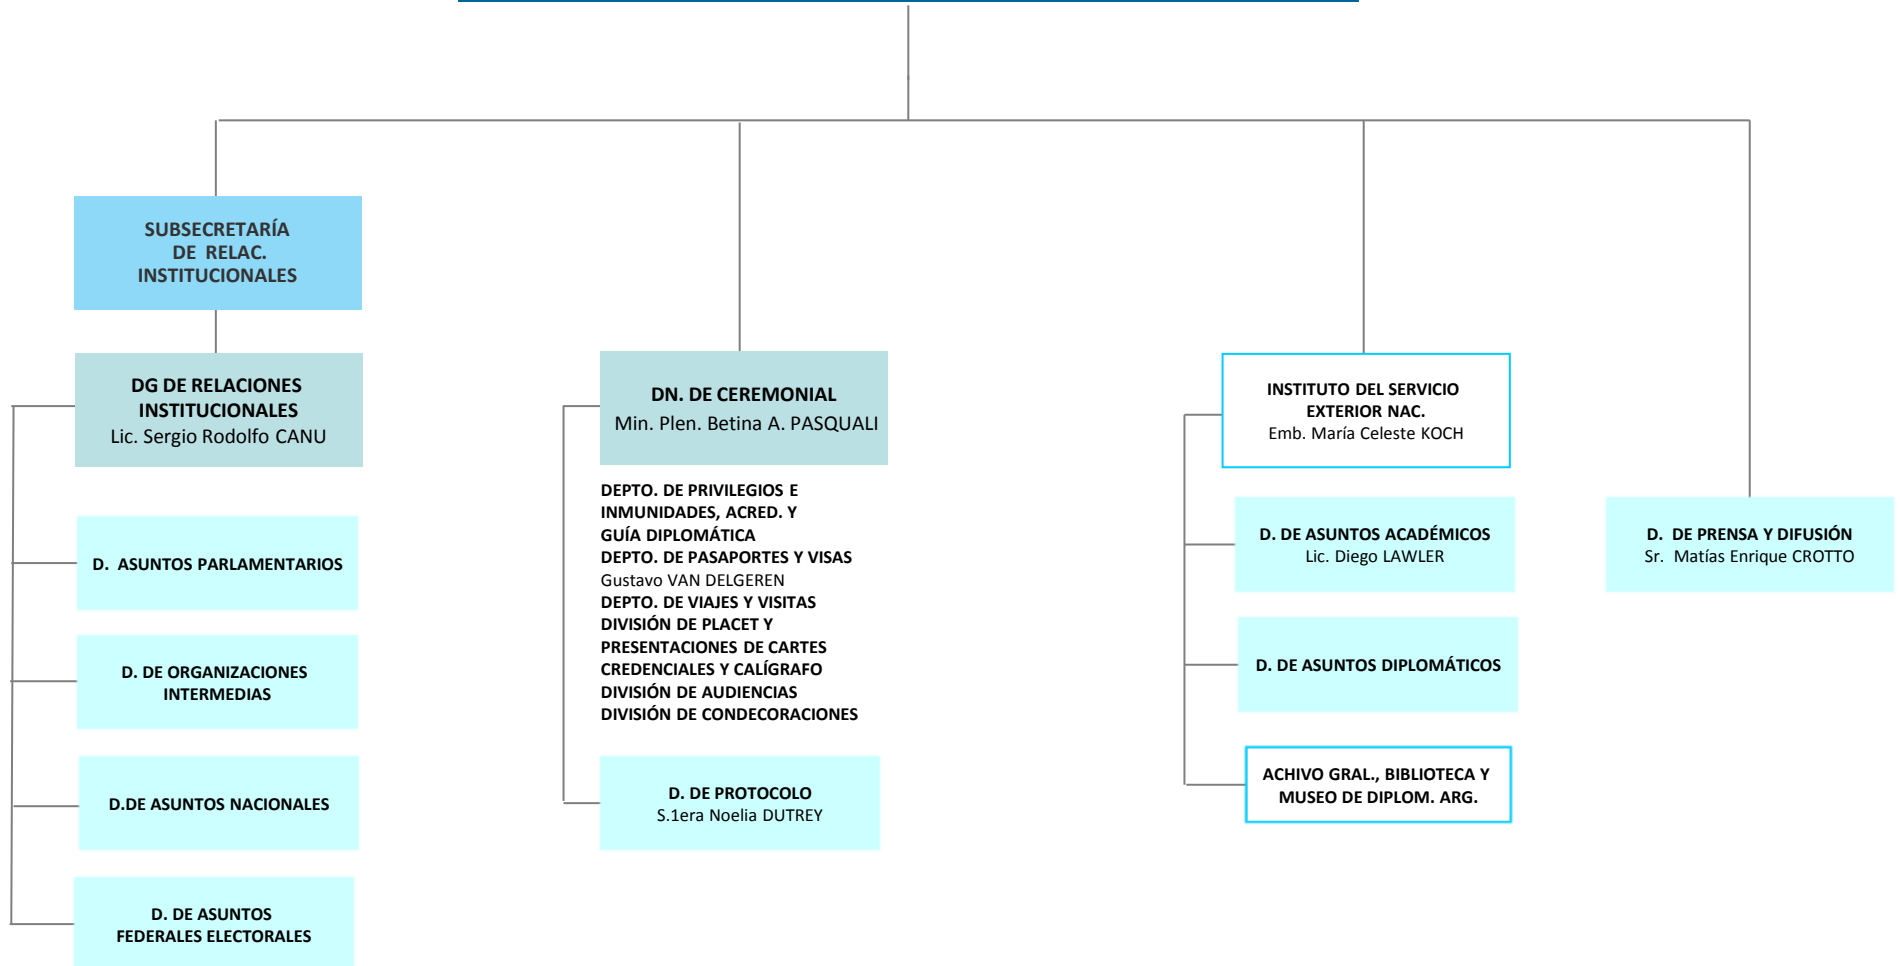 SUBSECRETARÍA
DE RELAC.
INSTITUCIONALES
DG DE RELACIONES
INSTITUCIONALES
Lic. Sergio Rodolfo CANU
D. ASUNTOS PARLAMENTARIOS
D. DE ORGANIZACIONES
INTERMEDIAS
D.DE ASUNTOS NACIONALES
D. DE ASUNTOS
FEDERALES ELECTORALES
DN. DE CEREMONIAL
Min. Plen. Betina A. PASQUALI
DEPTO. DE PRIVILEGIOS E
INMUNIDADES, ACRED. Y
GUÍA DIPLOMÁTICA
DEPTO. DE PASAPORTES Y VISAS
Gustavo VAN DELGEREN
DEPTO. DE VIAJES Y VISITAS
DIVISIÓN DE PLACET Y
PRESENTACIONES DE CARTES
CREDENCIALES Y CALÍGRAFO
DIVISIÓN DE AUDIENCIAS
DIVISIÓN DE CONDECORACIONES
D. DE PROTOCOLO
S.1era Noelia DUTREY
INSTITUTO DEL SERVICIO
EXTERIOR NAC.
Emb. María Celeste KOCH
D. DE ASUNTOS ACADÉMICOS
Lic. Diego LAWLER
D. DE ASUNTOS DIPLOMÁTICOS
ACHIVO GRAL., BIBLIOTECA Y
MUSEO DE DIPLOM. ARG.
D. DE PRENSA Y DIFUSIÓN
Sr. Matías Enrique CROTTO